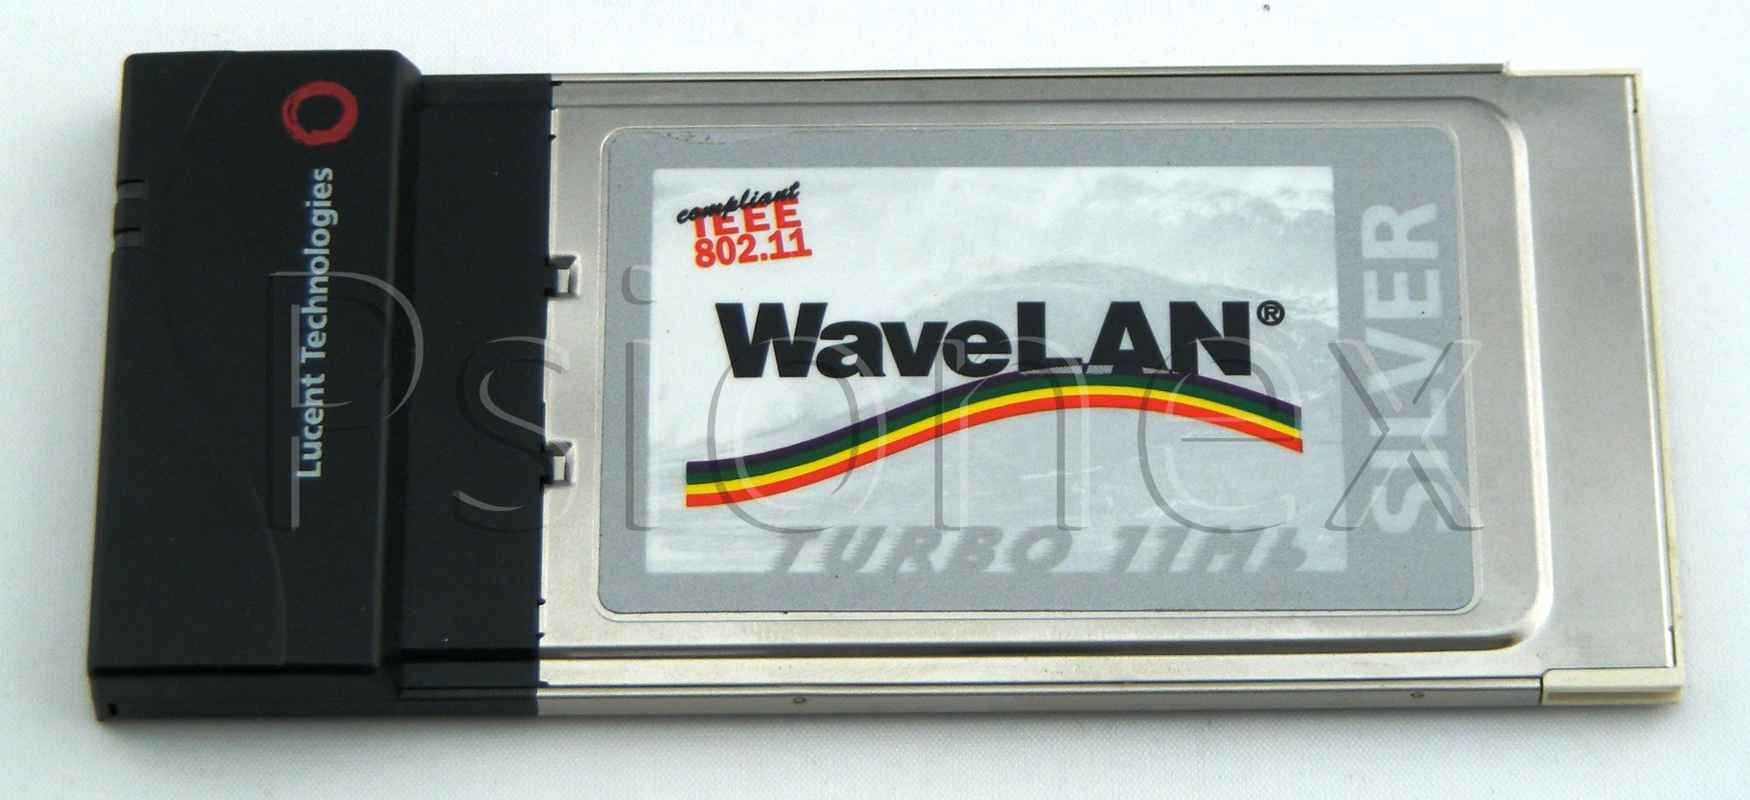 Lucent Technologies
compliant
IEEE
802.11
WaveLAN®
TURBO 11Mb
SILVER
Psionex